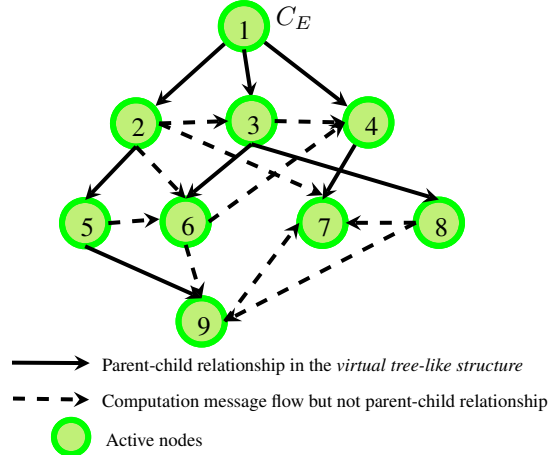 1 C_E
2 3 4
5 6 7 8
9
Parent-child relationship in the virtual tree-like structure
Computation message flow but not parent-child relationship
Active nodes